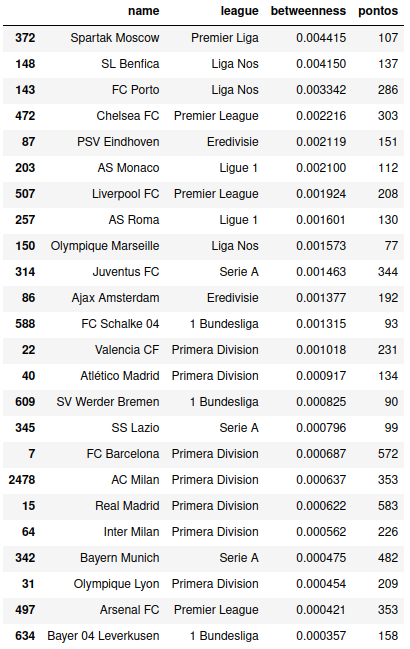 name league betweenness pontos
372 Spartak Moscow Premier Liga 0.004415 107
148 SL Benfica Liga Nos 0.004150 137
143 FC Porto Liga Nos 0.003342 286
472 Chelsea FC Premier League 0.002216 303
87 PSV Eindhoven Eredivisie 0.002119 151
203 AS Monaco Ligue 1 0.002100 112
507 Liverpool FC Premier League 0.001924 208
257 AS Roma Ligue 1 0.001601 130
150 Olympique Marseille Liga Nos 0.001573 77
314 Juventus FC Serie A 0.001463 344
86 Ajax Amsterdam Eredivisie 0.001377 192
588 FC Schalke 04 1 Bundesliga 0.001315 93
22 Valencia CF Primera Division 0.001018 231
40 Atlético Madrid Primera Division 0.000917 134
609 SV Werder Bremen 1 Bundesliga 0.000825 90
345 SS Lazio Serie A 0.000796 99
7 FC Barcelona Primera Division 0.000687 572
2478 AC Milan Primera Division 0.000637 353
15 Real Madrid Primera Division 0.000622 583
64 Inter Milan Primera Division 0.000562 226
342 Bayern Munich Serie A 0.000475 482
31 Olympique Lyon Primera Division 0.000454 209
497 Arsenal FC Premier League 0.000421 353
634 Bayer 04 Leverkusen 1 Bundesliga 0.000357 158